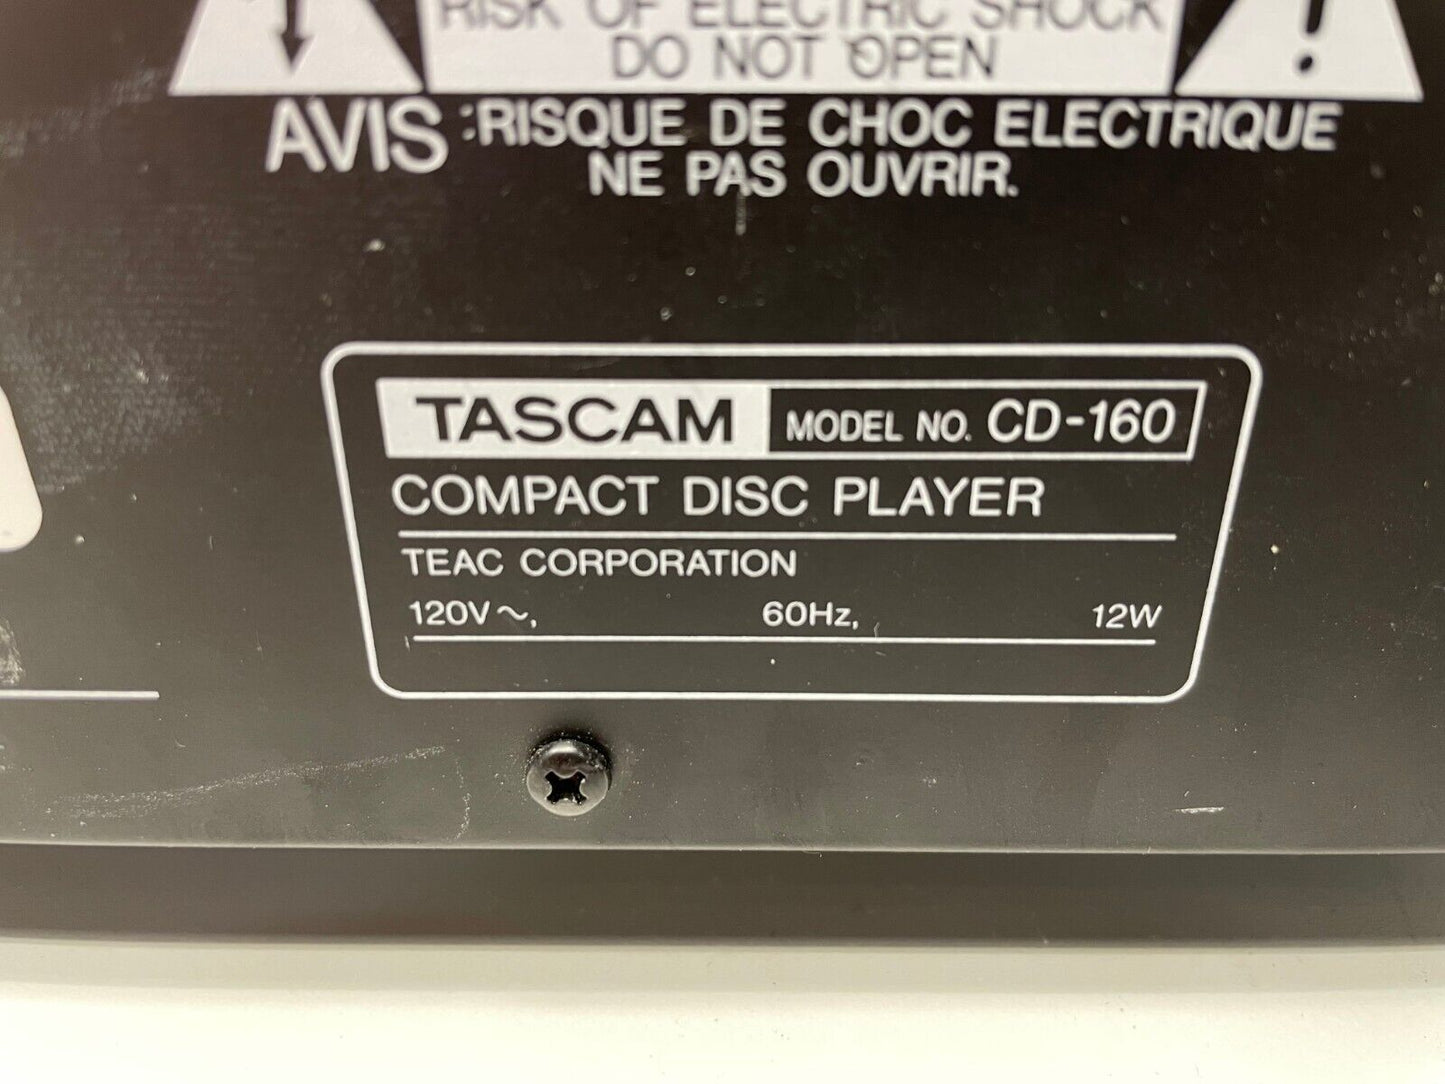 RISK OF ELECTRIC SHOCK
DO NOT OPEN
AVIS :RISQUE DE CHOC ELECTRIQUE
NE PAS OUVRIR.
TASCAM MODEL NO. CD-160
COMPACT DISC PLAYER
TEAC CORPORATION
120V~, 60Hz, 12W